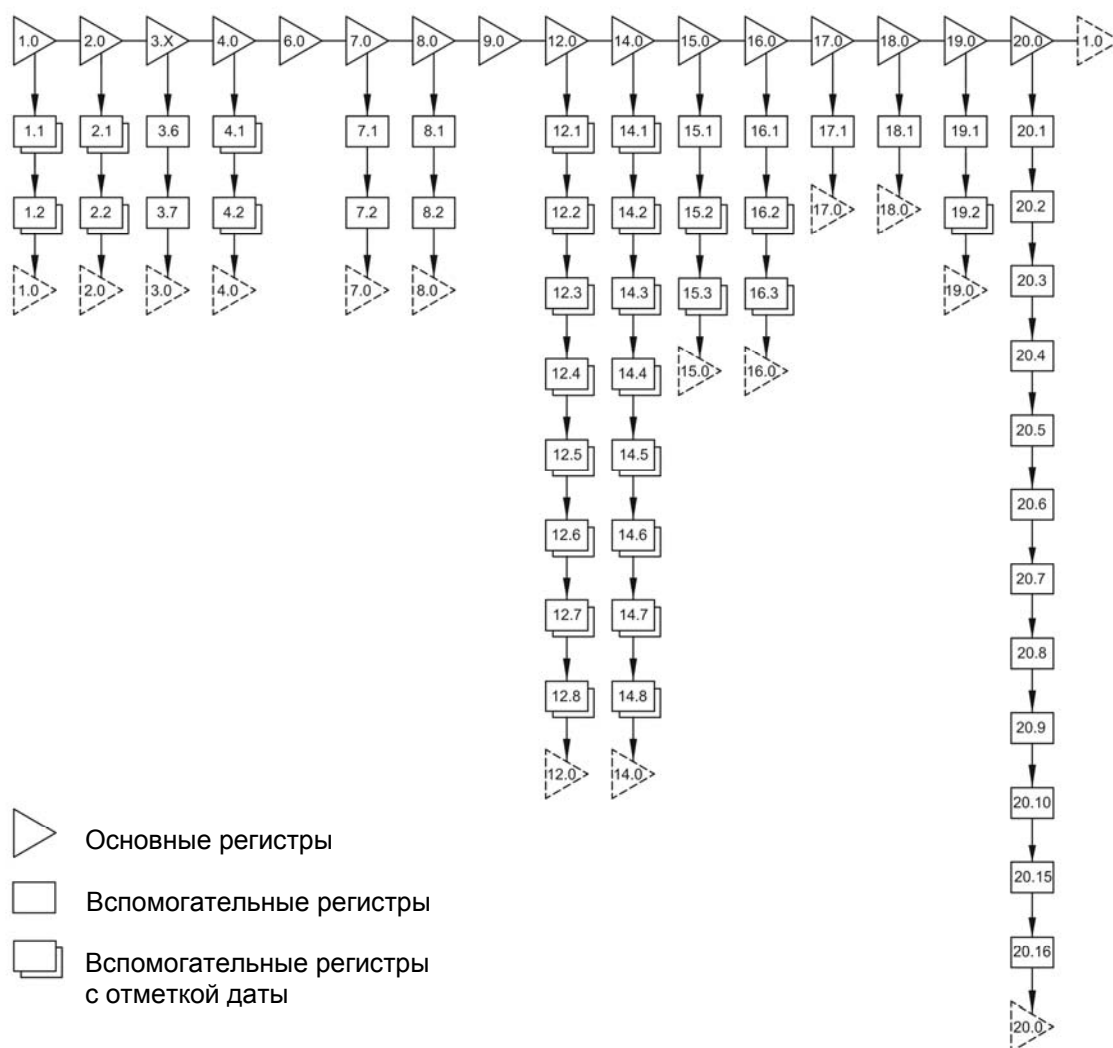 1.0 2.0 3.X 4.0 6.0 7.0 8.0 9.0 12.0 14.0 15.0 16.0 17.0 18.0 19.0 20.0 1.0
1.1 2.1 3.6 4.1 7.1 8.1 12.1 14.1 15.1 16.1 17.1 18.1 19.1 20.1
1.2 2.2 3.7 4.2 7.2 8.2 12.2 14.2 15.2 16.2 17.0 18.0 19.2 20.2
1.0 2.0 3.0 4.0 7.0 8.0 12.3 14.3 15.3 16.3 19.0 20.3
12.4 14.4 15.0 16.0 20.4
12.5 14.5 20.5
12.6 14.6 20.6
12.7 14.7 20.7
12.8 14.8 20.8
12.0 14.0 20.9
20.10
20.15
20.16
20.0
Основные регистры
Вспомогательные регистры
Вспомогательные регистры
с отметкой даты